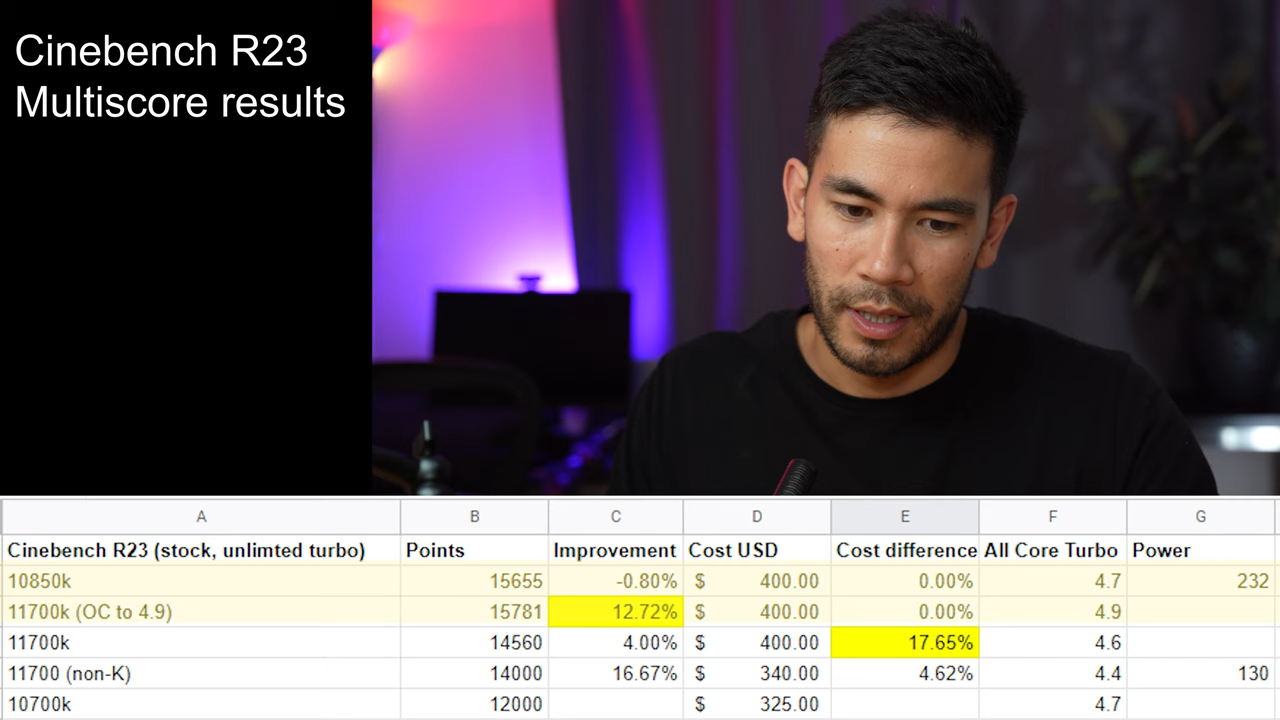 Cinebench R23
Multiscore results
A B C D E F G
Cinebench R23 (stock, unlimted turbo) Points Improvement Cost USD Cost difference All Core Turbo Power
10850k 15655 -0.80% $ 400.00 0.00% 4.7 232
11700k (OC to 4.9) 15781 12.72% $ 400.00 0.00% 4.9
11700k 14560 4.00% $ 400.00 17.65% 4.6
11700 (non-K) 14000 16.67% $ 340.00 4.62% 4.4 130
10700k 12000 $ 325.00 4.7